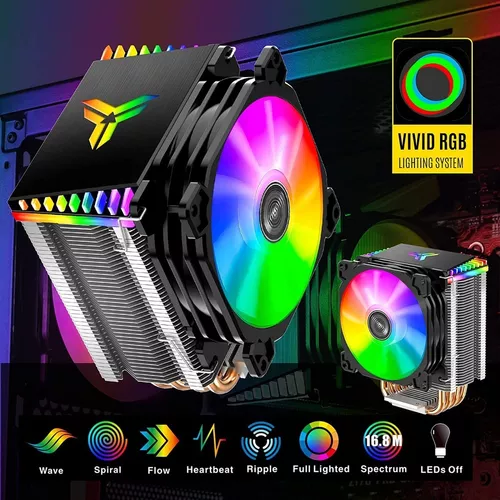 VIVID RGB
LIGHTING SYSTEM
16.8 M
Wave
Spiral
Flow
Heartbeat
Ripple
Full Lighted
Spectrum
LEDs Off